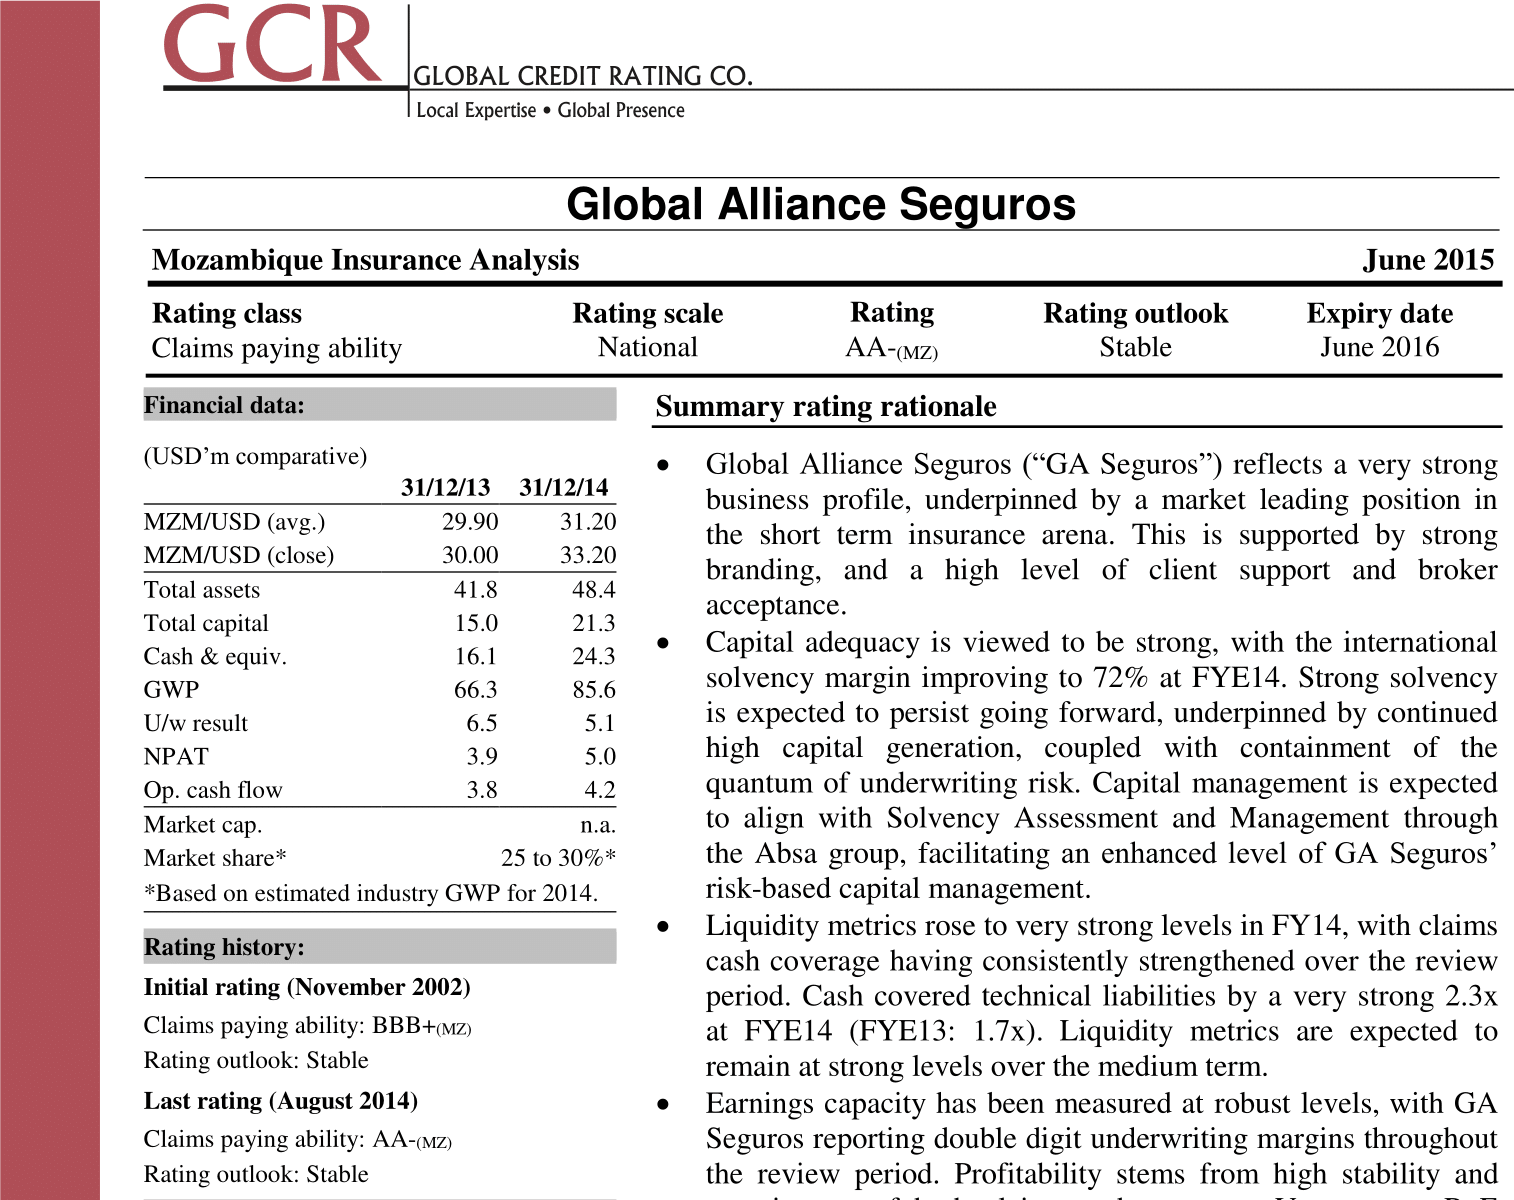 GCR
GLOBAL CREDIT RATING CO.
Local Expertise • Global Presence
Global Alliance Seguros
Mozambique Insurance Analysis June 2015
Rating class Rating scale Rating Rating outlook Expiry date
Claims paying ability National AA-(MZ) Stable June 2016
Financial data:
(USD’m comparative)
31/12/13 31/12/14
MZM/USD (avg.) 29.90 31.20
MZM/USD (close) 30.00 33.20
Total assets 41.8 48.4
Total capital 15.0 21.3
Cash & equiv. 16.1 24.3
GWP 66.3 85.6
U/w result 6.5 5.1
NPAT 3.9 5.0
Op. cash flow 3.8 4.2
Market cap. n.a.
Market share* 25 to 30%*
*Based on estimated industry GWP for 2014.
Rating history:
Initial rating (November 2002)
Claims paying ability: BBB+(MZ)
Rating outlook: Stable
Last rating (August 2014)
Claims paying ability: AA-(MZ)
Rating outlook: Stable
Summary rating rationale
• Global Alliance Seguros (“GA Seguros”) reflects a very strong
business profile, underpinned by a market leading position in
the short term insurance arena. This is supported by strong
branding, and a high level of client support and broker
acceptance.
• Capital adequacy is viewed to be strong, with the international
solvency margin improving to 72% at FYE14. Strong solvency
is expected to persist going forward, underpinned by continued
high capital generation, coupled with containment of the
quantum of underwriting risk. Capital management is expected
to align with Solvency Assessment and Management through
the Absa group, facilitating an enhanced level of GA Seguros’
risk-based capital management.
• Liquidity metrics rose to very strong levels in FY14, with claims
cash coverage having consistently strengthened over the review
period. Cash covered technical liabilities by a very strong 2.3x
at FYE14 (FYE13: 1.7x). Liquidity metrics are expected to
remain at strong levels over the medium term.
• Earnings capacity has been measured at robust levels, with GA
Seguros reporting double digit underwriting margins throughout
the review period. Profitability stems from high stability and